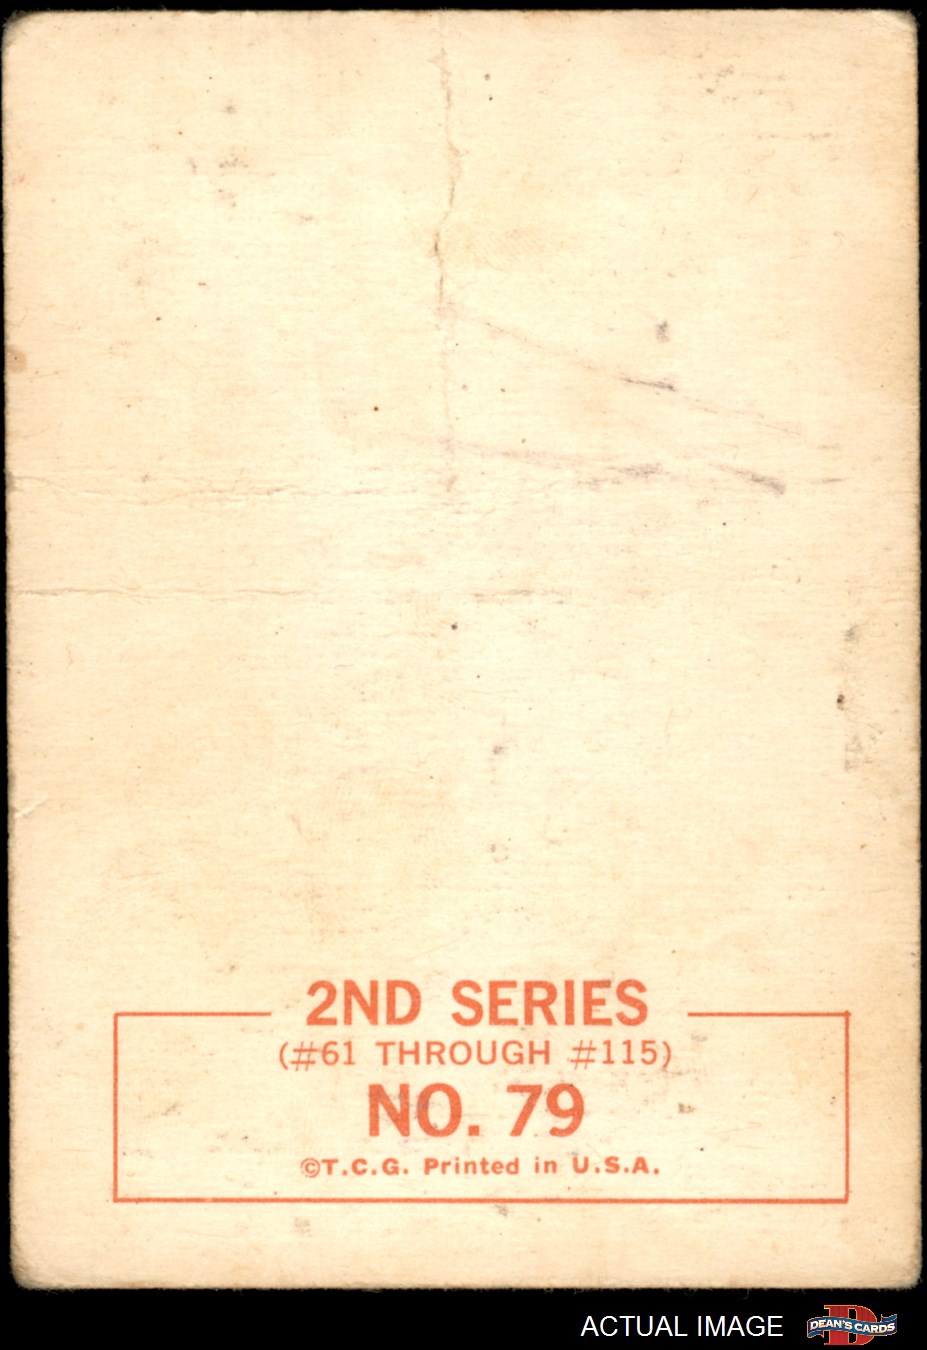 2ND SERIES
(#61 THROUGH #115)
NO. 79
©T.C.G. Printed in U.S.A.
ACTUAL IMAGE
D
DEAN'S CARDS